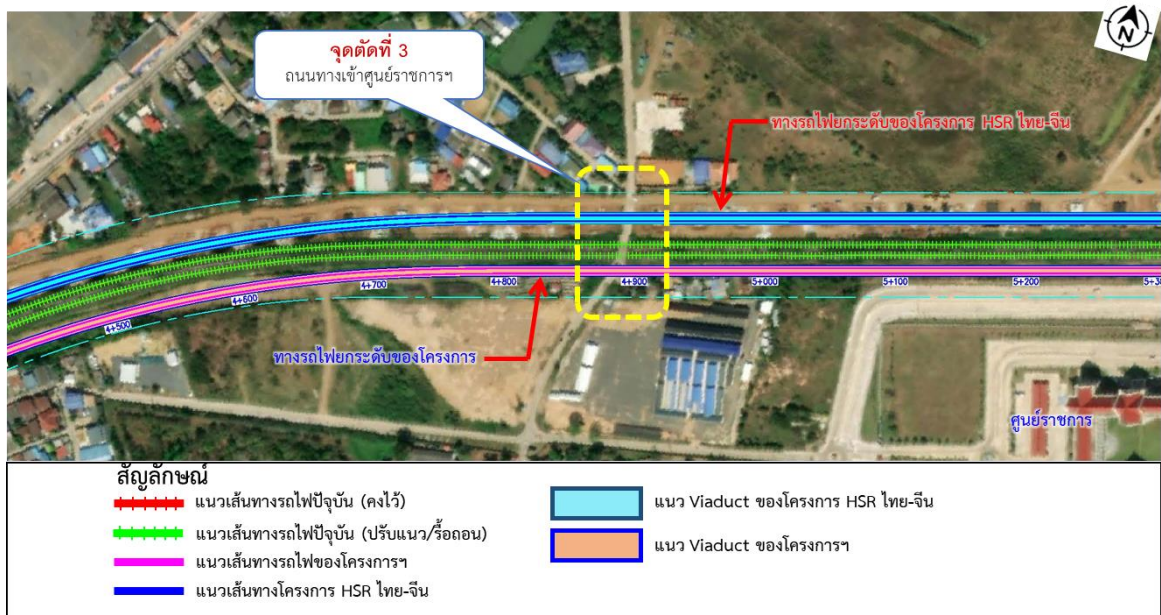 จุดตัดที่ 3
ถนนทางเข้าศูนย์ราชการฯ
N
ทางรถไฟยกระดับของโครงการ HSR ไทย-จีน
4+500
4+600
4+700
4+800
4+900
5+000
5+100
5+200
ทางรถไฟยกระดับของโครงการ
ศูนย์ราชการ
สัญลักษณ์
แนวเส้นทางรถไฟปัจุบัน (คงไว้)
แนวเส้นทางรถไฟปัจุบัน (ปรับแนว/รื้อถอน)
แนวเส้นทางรถไฟของโครงการฯ
แนวเส้นทางโครงการ HSR ไทย-จีน
แนว Viaduct ของโครงการ HSR ไทย-จีน
แนว Viaduct ของโครงการฯ